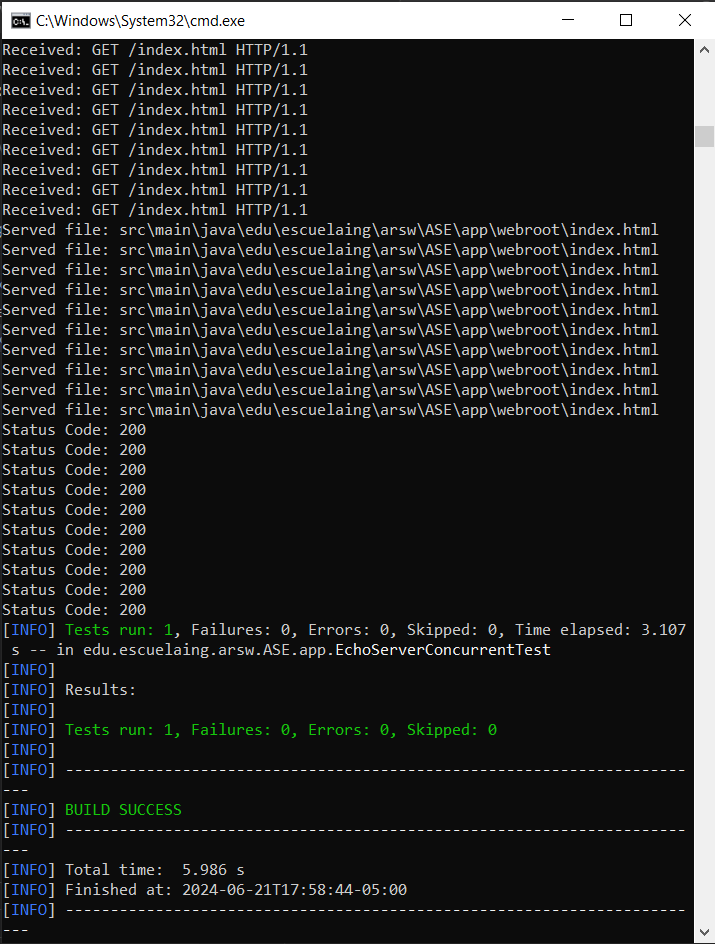 C:\Windows\System32\cmd.exe
Received: GET /index.html HTTP/1.1
Received: GET /index.html HTTP/1.1
Received: GET /index.html HTTP/1.1
Received: GET /index.html HTTP/1.1
Received: GET /index.html HTTP/1.1
Received: GET /index.html HTTP/1.1
Received: GET /index.html HTTP/1.1
Received: GET /index.html HTTP/1.1
Received: GET /index.html HTTP/1.1
Served file: src\main\java\edu\escuelaing\arsw\ASE\app\webroot\index.html
Served file: src\main\java\edu\escuelaing\arsw\ASE\app\webroot\index.html
Served file: src\main\java\edu\escuelaing\arsw\ASE\app\webroot\index.html
Served file: src\main\java\edu\escuelaing\arsw\ASE\app\webroot\index.html
Served file: src\main\java\edu\escuelaing\arsw\ASE\app\webroot\index.html
Served file: src\main\java\edu\escuelaing\arsw\ASE\app\webroot\index.html
Served file: src\main\java\edu\escuelaing\arsw\ASE\app\webroot\index.html
Served file: src\main\java\edu\escuelaing\arsw\ASE\app\webroot\index.html
Served file: src\main\java\edu\escuelaing\arsw\ASE\app\webroot\index.html
Served file: src\main\java\edu\escuelaing\arsw\ASE\app\webroot\index.html
Status Code: 200
Status Code: 200
Status Code: 200
Status Code: 200
Status Code: 200
Status Code: 200
Status Code: 200
Status Code: 200
Status Code: 200
Status Code: 200
[INFO] Tests run: 1, Failures: 0, Errors: 0, Skipped: 0, Time elapsed: 3.107
 s -- in edu.escuelaing.arsw.ASE.app.EchoServerConcurrentTest
[INFO]
[INFO] Results:
[INFO]
[INFO] Tests run: 1, Failures: 0, Errors: 0, Skipped: 0
[INFO]
[INFO] ---------------------------------------------------------------------
---
[INFO] BUILD SUCCESS
[INFO] ---------------------------------------------------------------------
---
[INFO] Total time:  5.986 s
[INFO] Finished at: 2024-06-21T17:58:44-05:00
[INFO] ---------------------------------------------------------------------
---